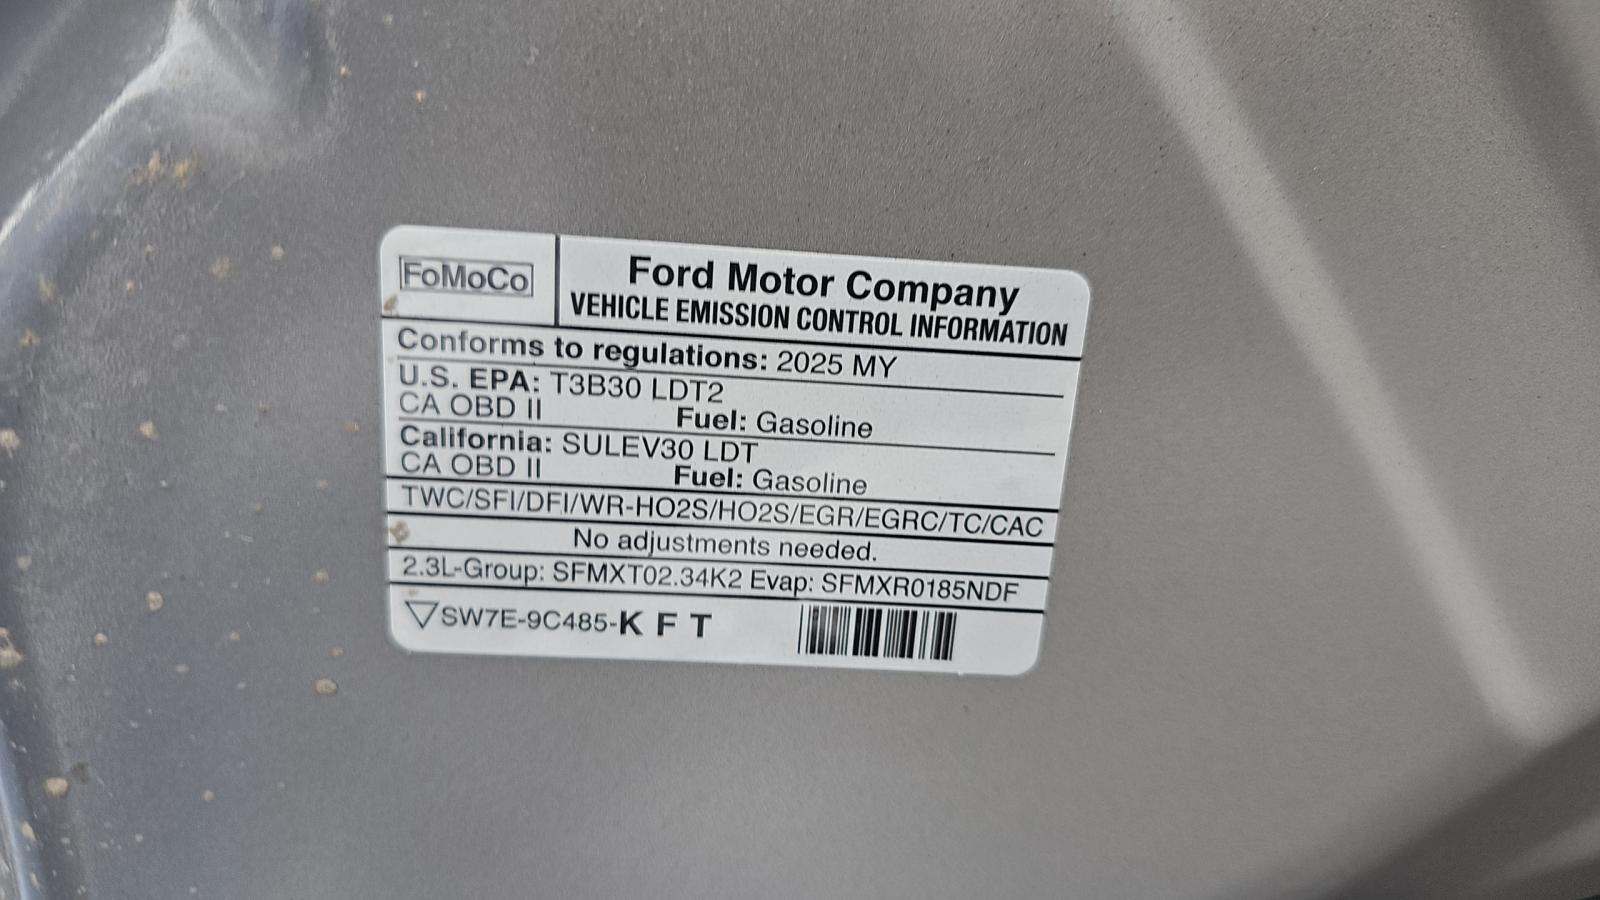 FoMoCo
Ford Motor Company
VEHICLE EMISSION CONTROL INFORMATION
Conforms to regulations: 2025 MY
U.S. EPA: T3B30 LDT2
CA OBD II Fuel: Gasoline
California: SULEV30 LDT
CA OBD II Fuel: Gasoline
TWC/SFI/DFI/WR-HO2S/HO2S/EGR/EGRC/TC/CAC
No adjustments needed.
2.3L-Group: SFMXT02.34K2 Evap: SFMXR0185NDF
SW7E-9C485-K F T